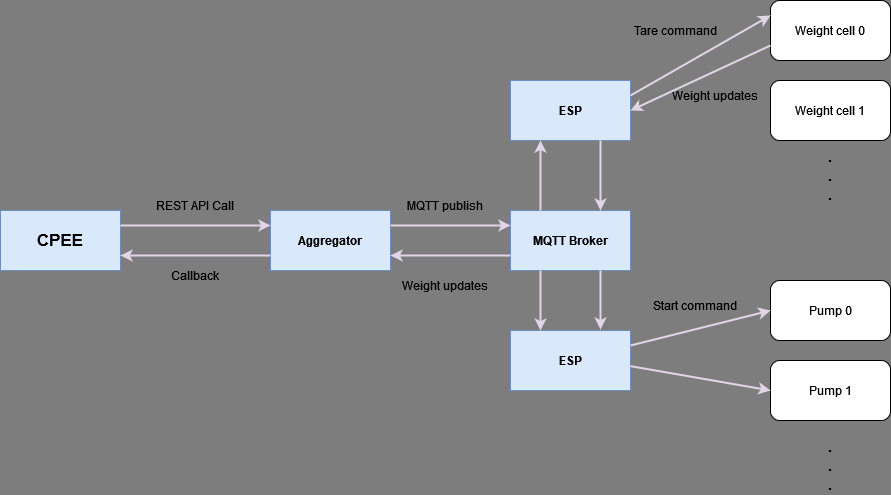 Tare command
Weight cell 0
ESP
Weight updates
Weight cell 1
.
.
.
REST API Call
MQTT publish
CPEE
Aggregator
MQTT Broker
Callback
Weight updates
Start command
Pump 0
ESP
Pump 1
.
.
.